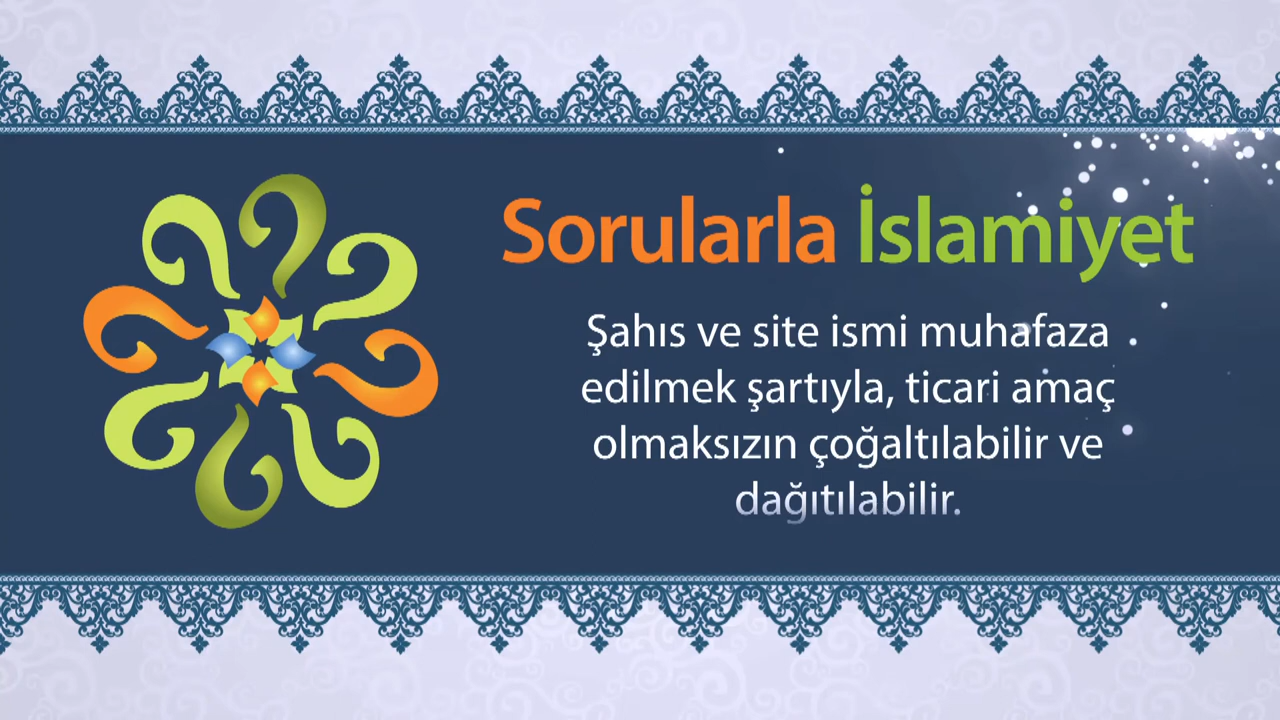 Sorularla İslamiyet
Şahıs ve site ismi muhafaza
edilmek şartıyla, ticari amaç
olmaksızın çoğaltılabilir ve
dağıtılabilir.